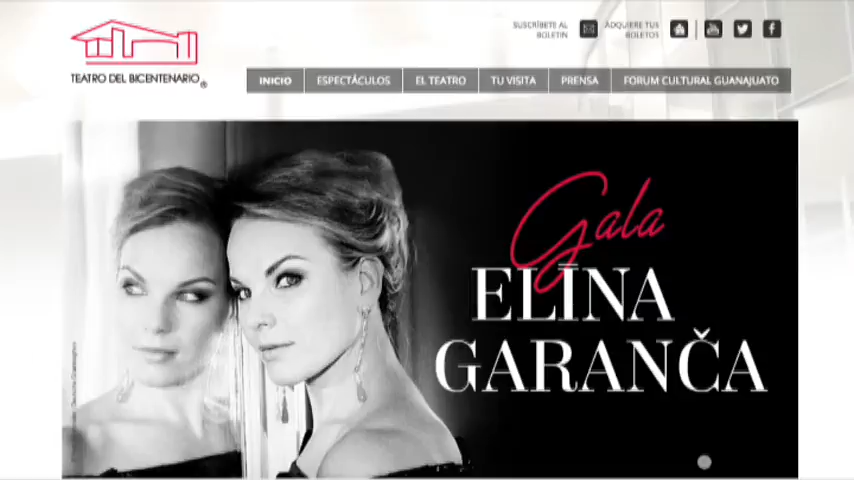 SUSCRÍBETE AL
BOLETÍN
ADQUIERE TUS
BOLETOS
TEATRO DEL BICENTENARIO®
INICIO
ESPECTÁCULOS
EL TEATRO
TU VISITA
PRENSA
FORUM CULTURAL GUANAJUATO
Gala
ELĪNA
GARANČA